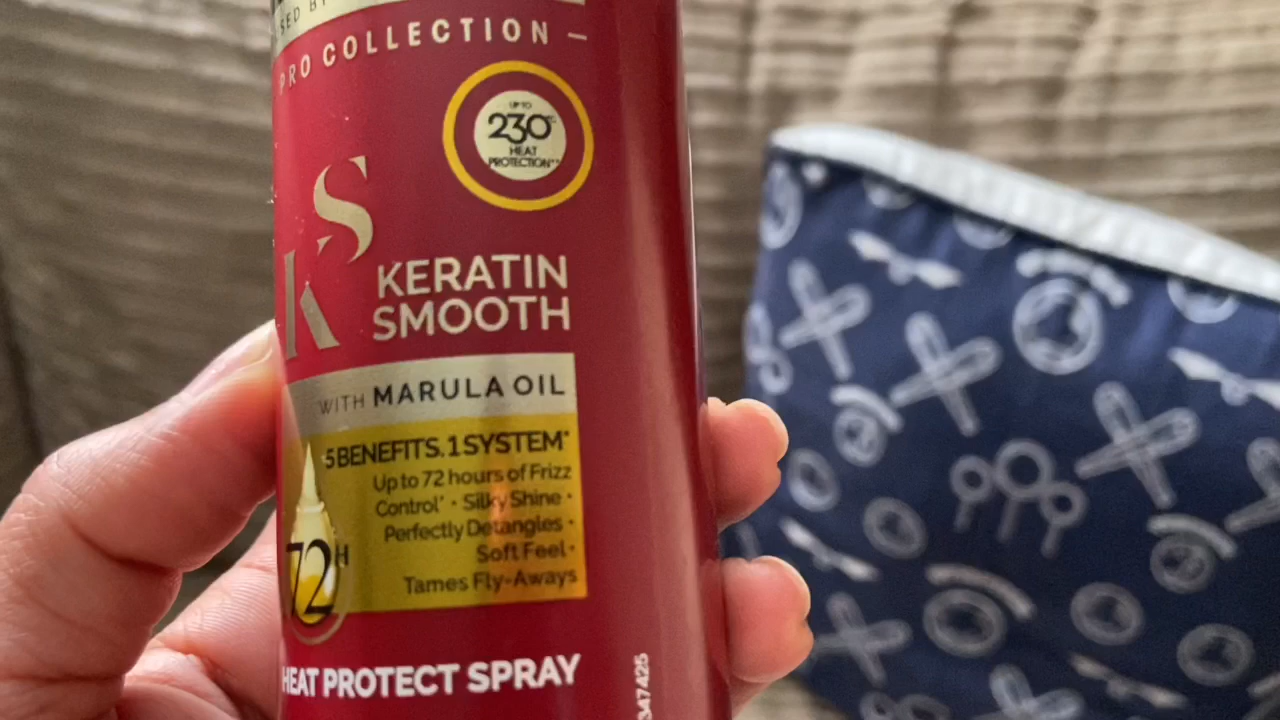 SED BY
PRO COLLECTION –
UP TO
230°C
HEAT
PROTECTION**
KS
KERATIN
SMOOTH
WITH MARULA OIL
5 BENEFITS. 1 SYSTEM*
Up to 72 hours of Frizz
Control* • Silky Shine •
Perfectly Detangles •
Soft Feel •
Tames Fly-Aways
72H
HEAT PROTECT SPRAY
347425